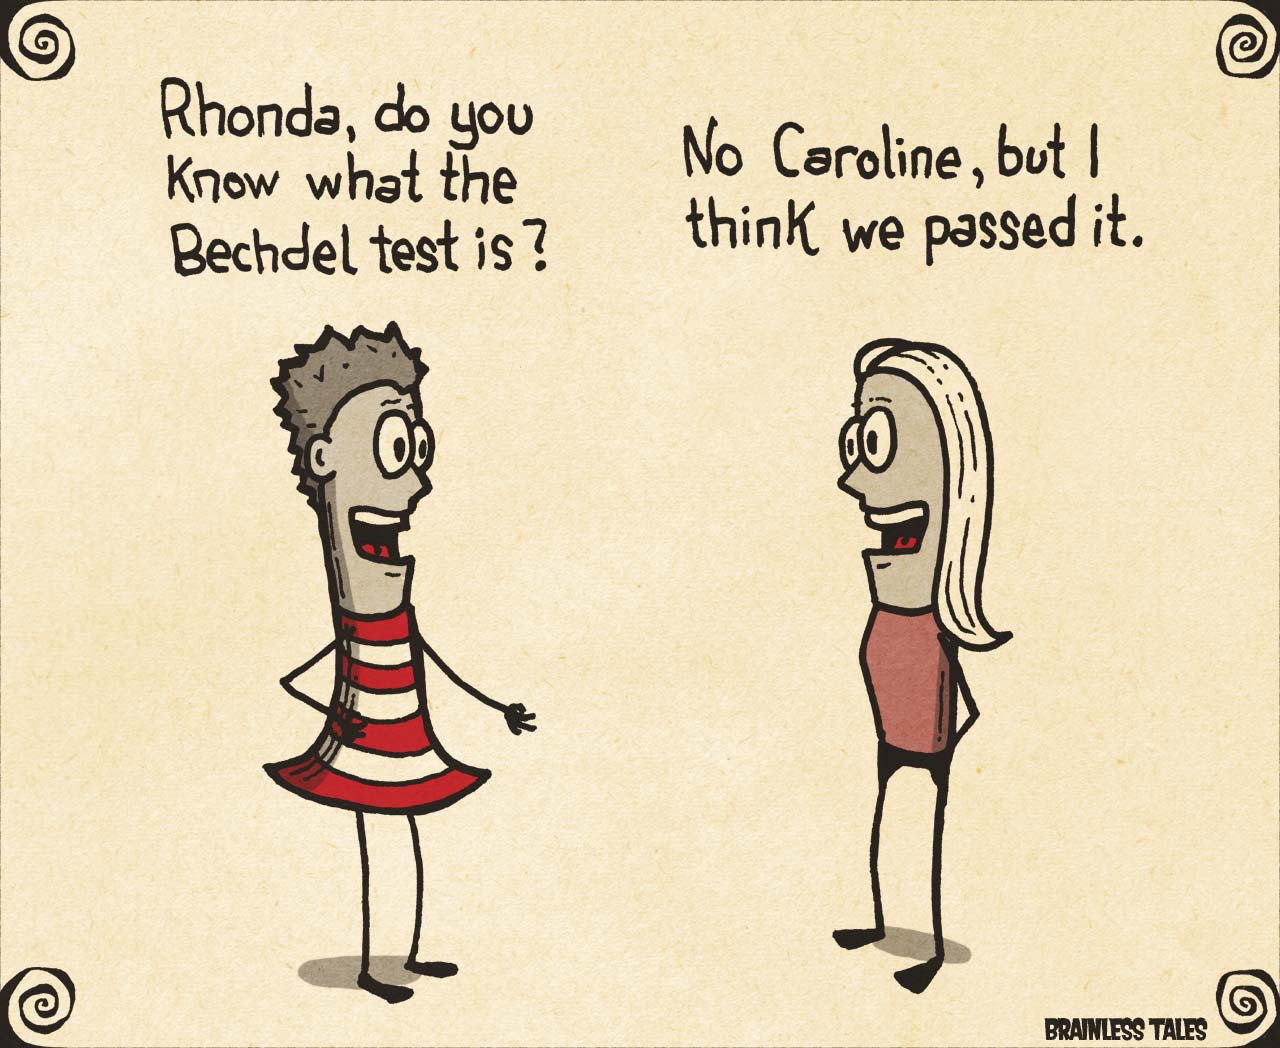 Rhonda, do you
know what the
Bechdel test is?
No Caroline, but I
think we passed it.
BRAINLESS TALES